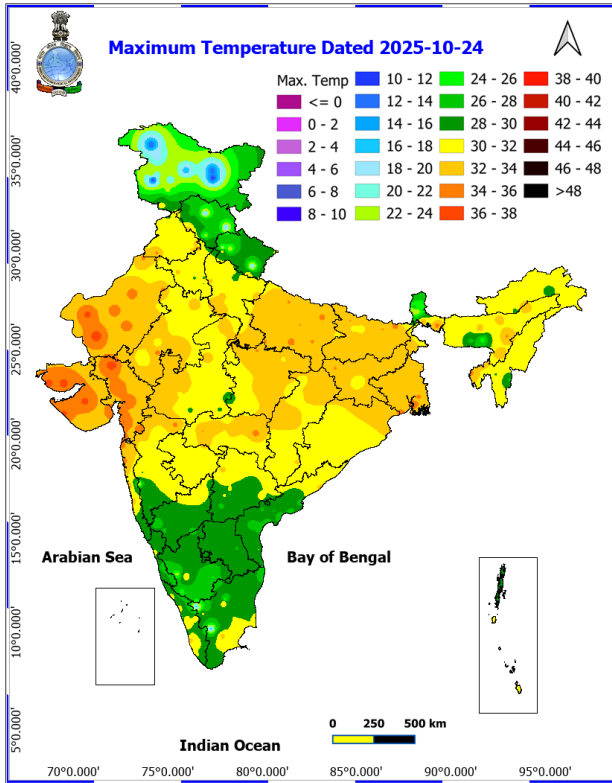 Maximum Temperature Dated 2025-10-24
Max. Temp
<= 0
0 - 2
2 - 4
4 - 6
6 - 8
8 - 10
10 - 12
12 - 14
14 - 16
16 - 18
18 - 20
20 - 22
22 - 24
24 - 26
26 - 28
28 - 30
30 - 32
32 - 34
34 - 36
36 - 38
38 - 40
40 - 42
42 - 44
44 - 46
46 - 48
>48
40°0.000'
35°0.000'
30°0.000'
25°0.000'
20°0.000'
15°0.000'
10°0.000'
5°0.000'
Arabian Sea
Bay of Bengal
0 250 500 km
Indian Ocean
70°0.000' 75°0.000' 80°0.000' 85°0.000' 90°0.000' 95°0.000'